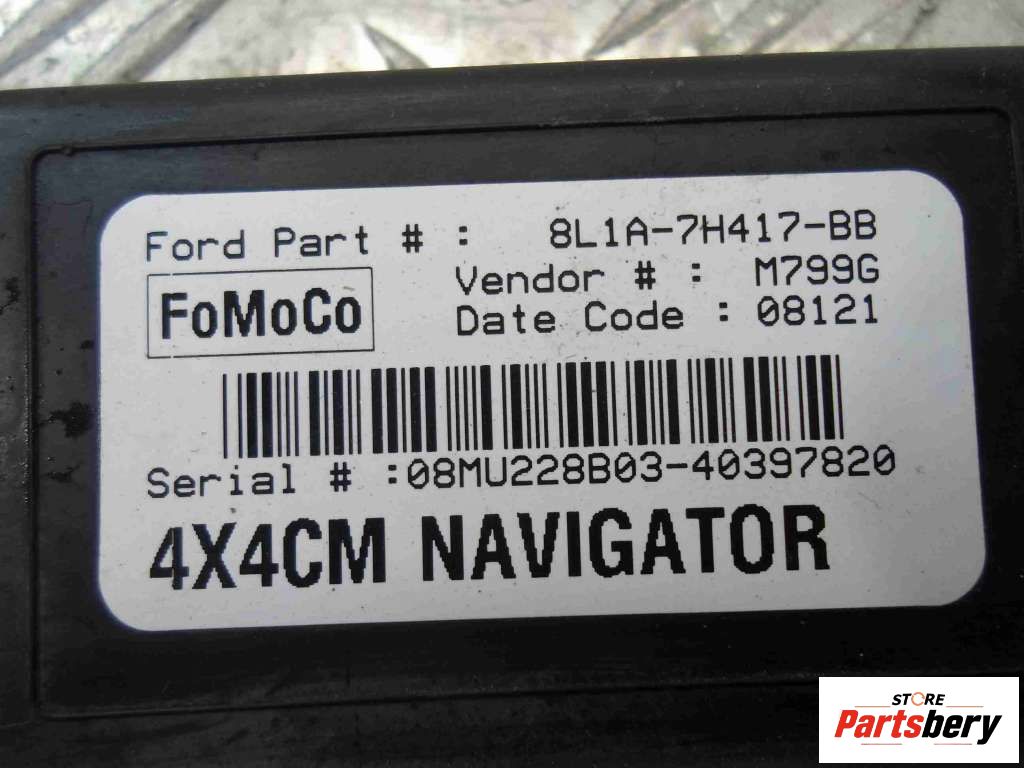 Ford Part # : 8L1A-7H417-BB
FoMoCo
Vendor # : M799G
Date Code : 08121
Serial # :08MU228B03-40397820
4X4CM NAVIGATOR
STORE
Partsbery